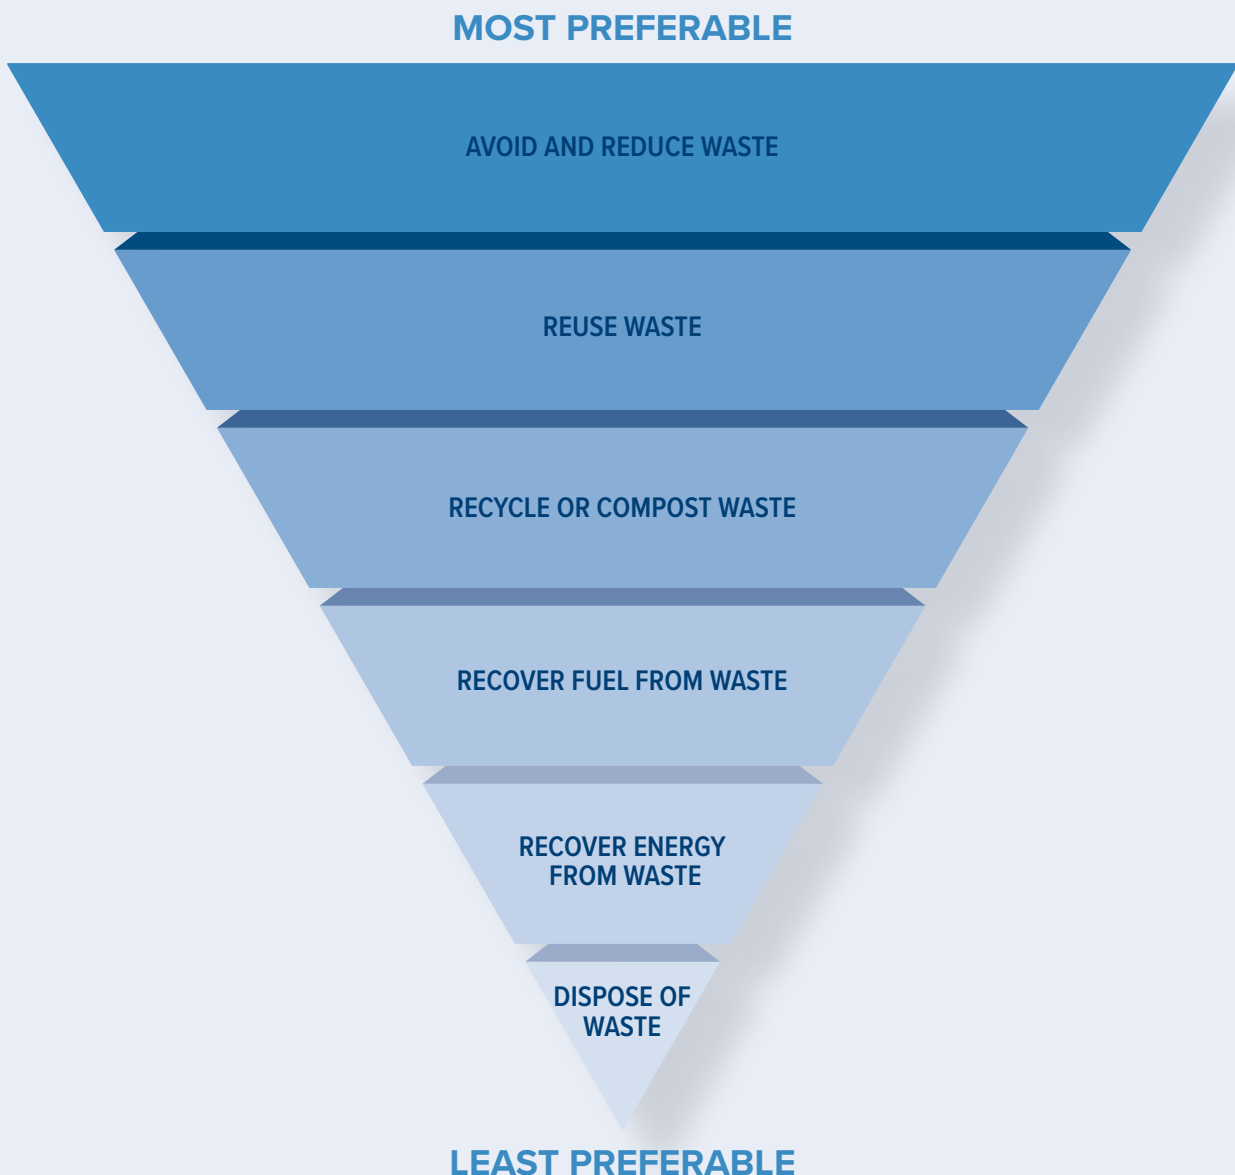 MOST PREFERABLE
AVOID AND REDUCE WASTE
REUSE WASTE
RECYCLE OR COMPOST WASTE
RECOVER FUEL FROM WASTE
RECOVER ENERGY
FROM WASTE
DISPOSE OF
WASTE
LEAST PREFERABLE